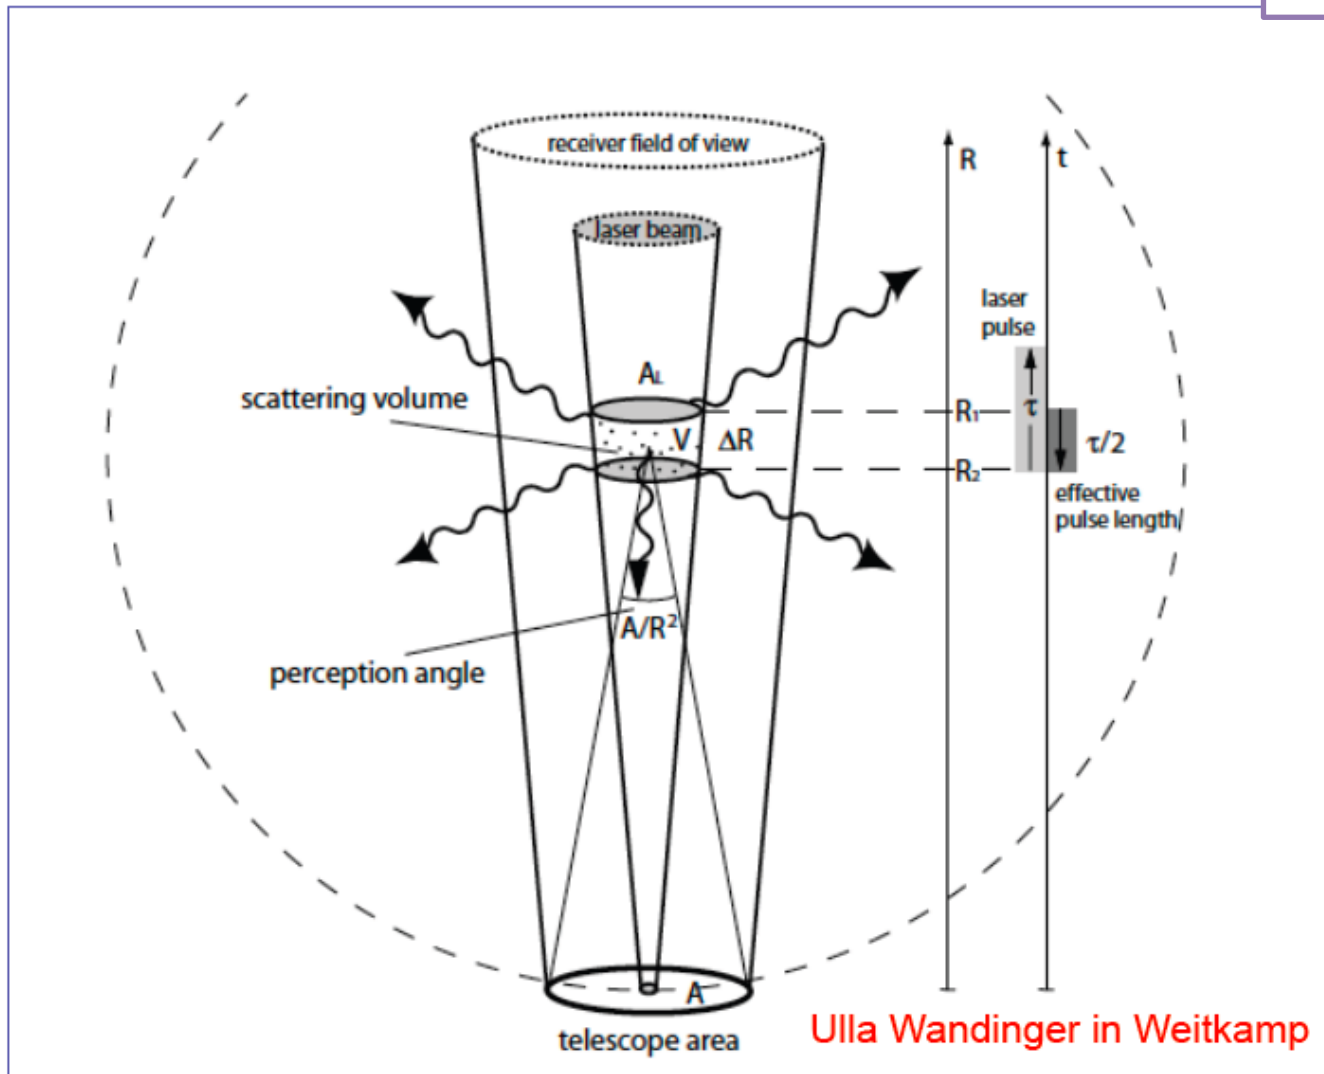 receiver field of view
R
t
laser beam
laser
pulse
A_L
scattering volume
R₁
τ
V
ΔR
τ/2
R₂
effective
pulse length
A/R²
perception angle
A
telescope area
Ulla Wandinger in Weitkamp